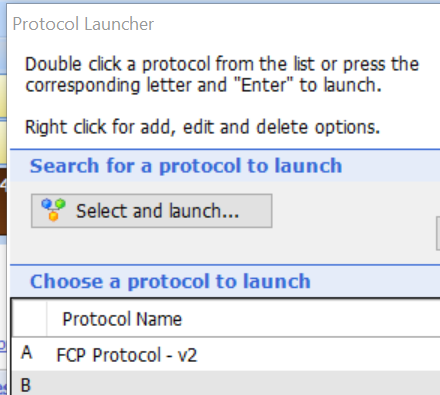 Protocol Launcher
Double click a protocol from the list or press the
corresponding letter and "Enter" to launch.
Right click for add, edit and delete options.
Search for a protocol to launch
Select and launch...
Choose a protocol to launch
Protocol Name
A FCP Protocol - v2
B